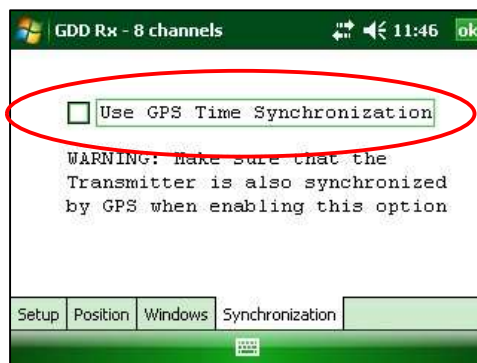 GDD Rx - 8 channels 11:46 ok
Use GPS Time Synchronization
WARNING: Make sure that the
Transmitter is also synchronized
by GPS when enabling this option
Setup Position Windows Synchronization